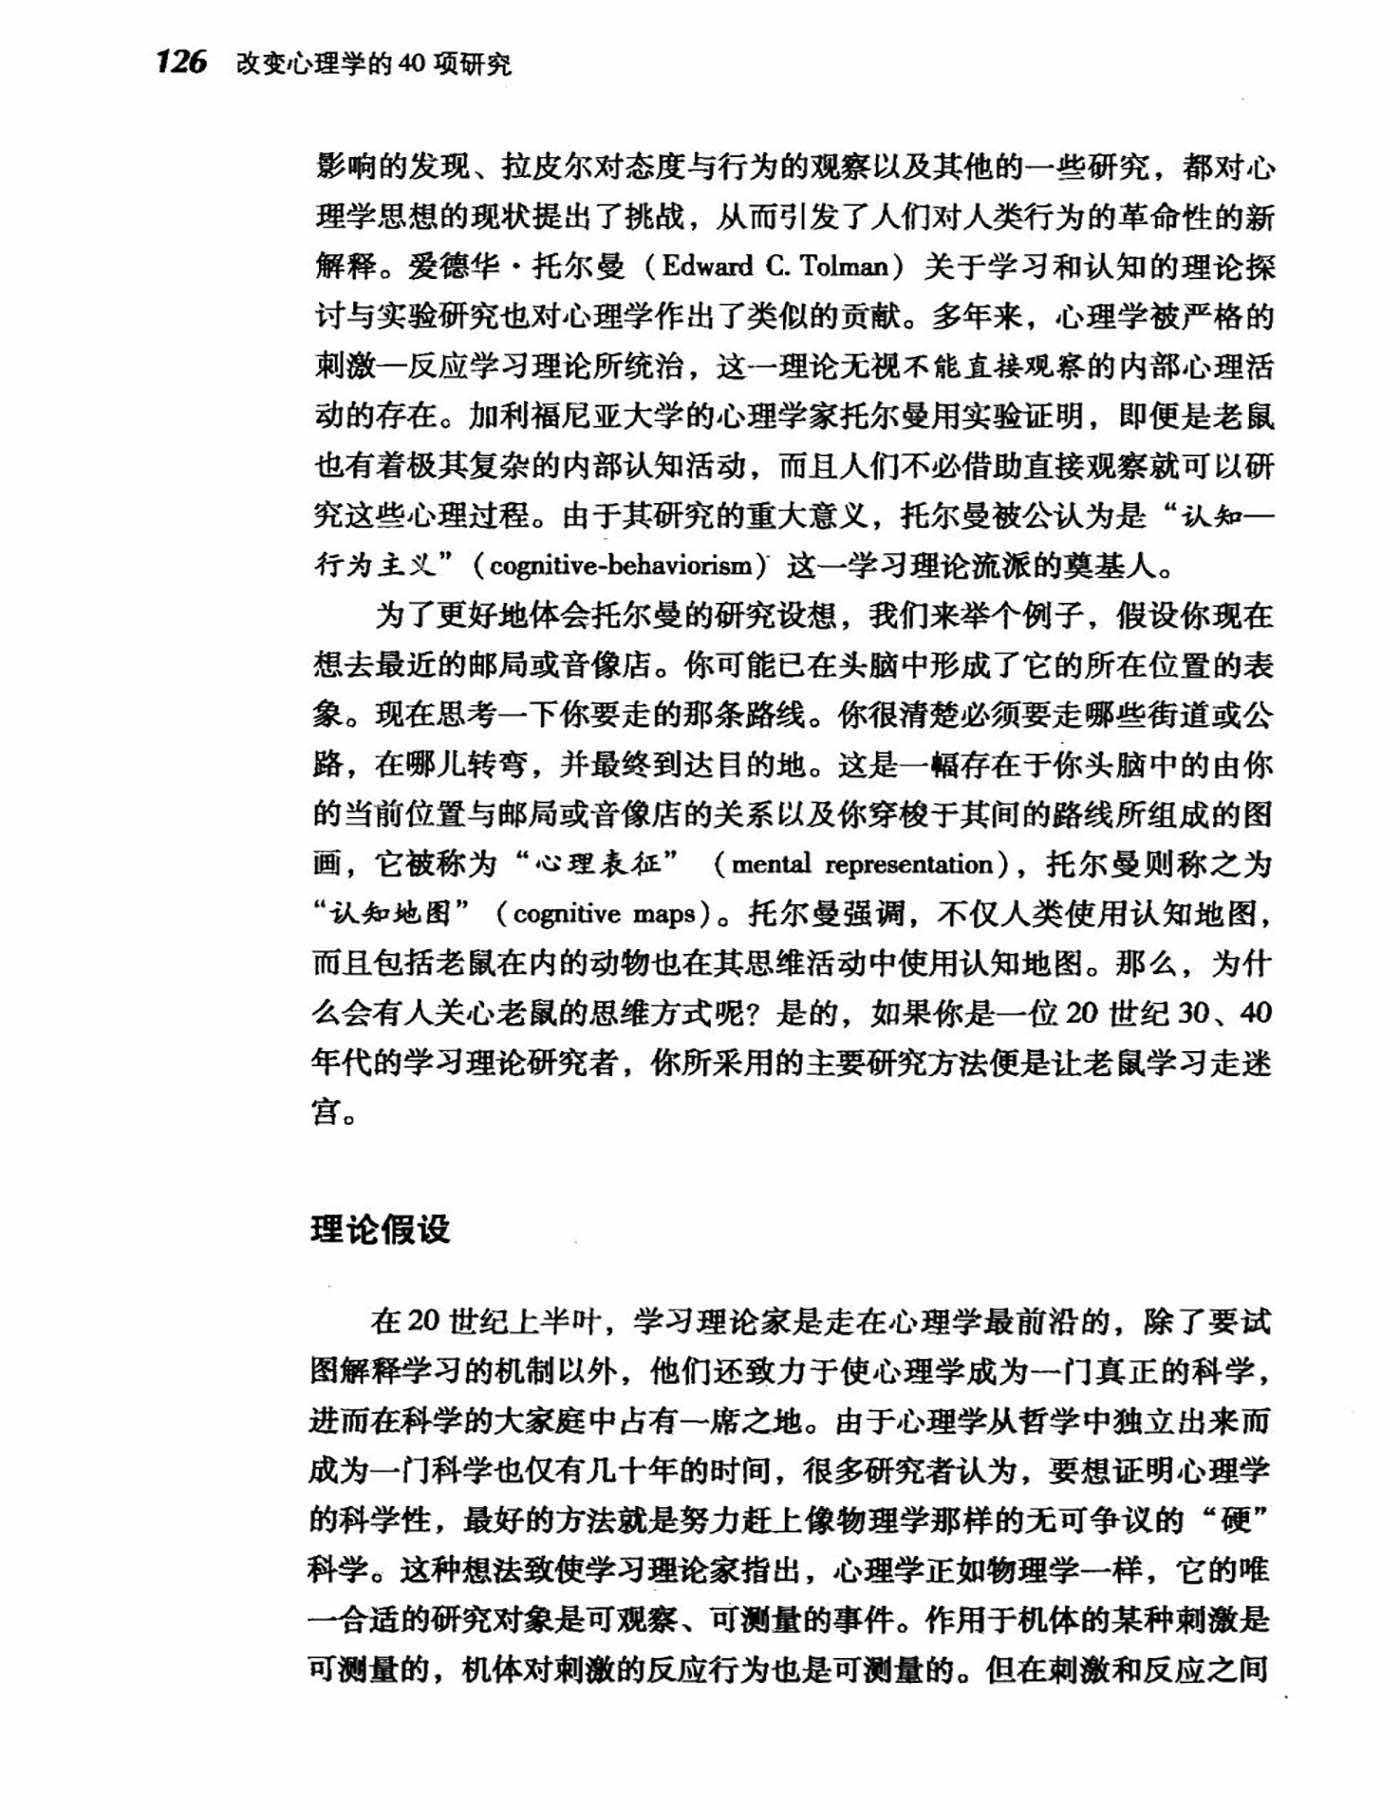 126 改变心理学的 40 项研究
影响的发现、拉皮尔对态度与行为的观察以及其他的一些研究，都对心
理学思想的现状提出了挑战，从而引发了人们对人类行为的革命性的新
解释。爱德华·托尔曼（Edward C. Tolman）关于学习和认知的理论探
讨与实验研究也对心理学作出了类似的贡献。多年来，心理学被严格的
刺激—反应学习理论所统治，这一理论无视不能直接观察的内部心理活
动的存在。加利福尼亚大学的心理学家托尔曼用实验证明，即便是老鼠
也有着极其复杂的内部认知活动，而且人们不必借助直接观察就可以研
究这些心理过程。由于其研究的重大意义，托尔曼被公认为是“认知—
行为主义”（cognitive-behaviorism）这一学习理论流派的奠基人。
为了更好地体会托尔曼的研究设想，我们来举个例子，假设你现在
想去最近的邮局或音像店。你可能已在头脑中形成了它的所在位置的表
象。现在思考一下你要走的那条路线。你很清楚必须要走哪些街道或公
路，在哪儿转弯，并最终到达目的地。这是一幅存在于你头脑中的由你
的当前位置与邮局或音像店的关系以及你穿梭于其间的路线所组成的图
画，它被称为“心理表征”（mental representation），托尔曼则称之为
“认知地图”（cognitive maps）。托尔曼强调，不仅人类使用认知地图，
而且包括老鼠在内的动物也在其思维活动中使用认知地图。那么，为什
么会有人关心老鼠的思维方式呢？是的，如果你是一位 20 世纪 30、40
年代的学习理论研究者，你所采用的主要研究方法便是让老鼠学习走迷
宫。
理论假设
在 20 世纪上半叶，学习理论家是走在心理学最前沿的，除了要试
图解释学习的机制以外，他们还致力于使心理学成为一门真正的科学，
进而在科学的大家庭中占有一席之地。由于心理学从哲学中独立出来而
成为一门科学也仅有几十年的时间，很多研究者认为，要想证明心理学
的科学性，最好的方法就是努力赶上像物理学那样的无可争议的“硬”
科学。这种想法致使学习理论家指出，心理学正如物理学一样，它的唯
一合适的研究对象是可观察、可测量的事件。作用于机体的某种刺激是
可测量的，机体对刺激的反应行为也是可测量的。但在刺激和反应之间